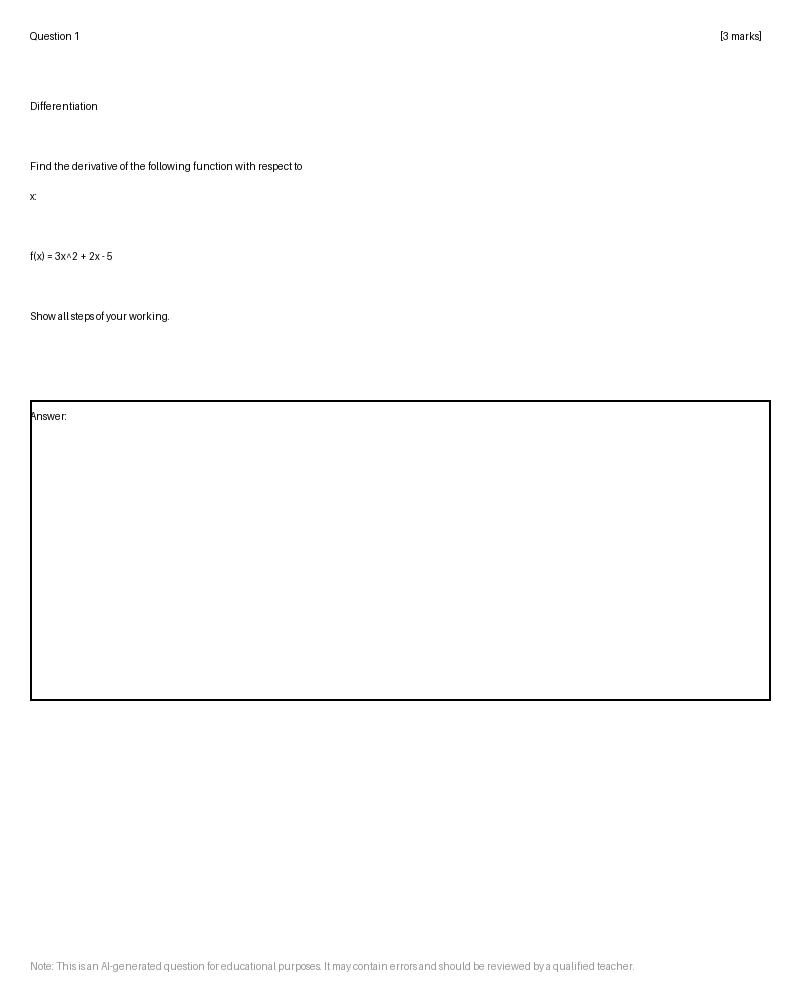 Question 1 [3 marks]
Differentiation
Find the derivative of the following function with respect to
x:
f(x) = 3x^2 + 2x - 5
Show all steps of your working.
Answer:
Note: This is an AI-generated question for educational purposes. It may contain errors and should be reviewed by a qualified teacher.